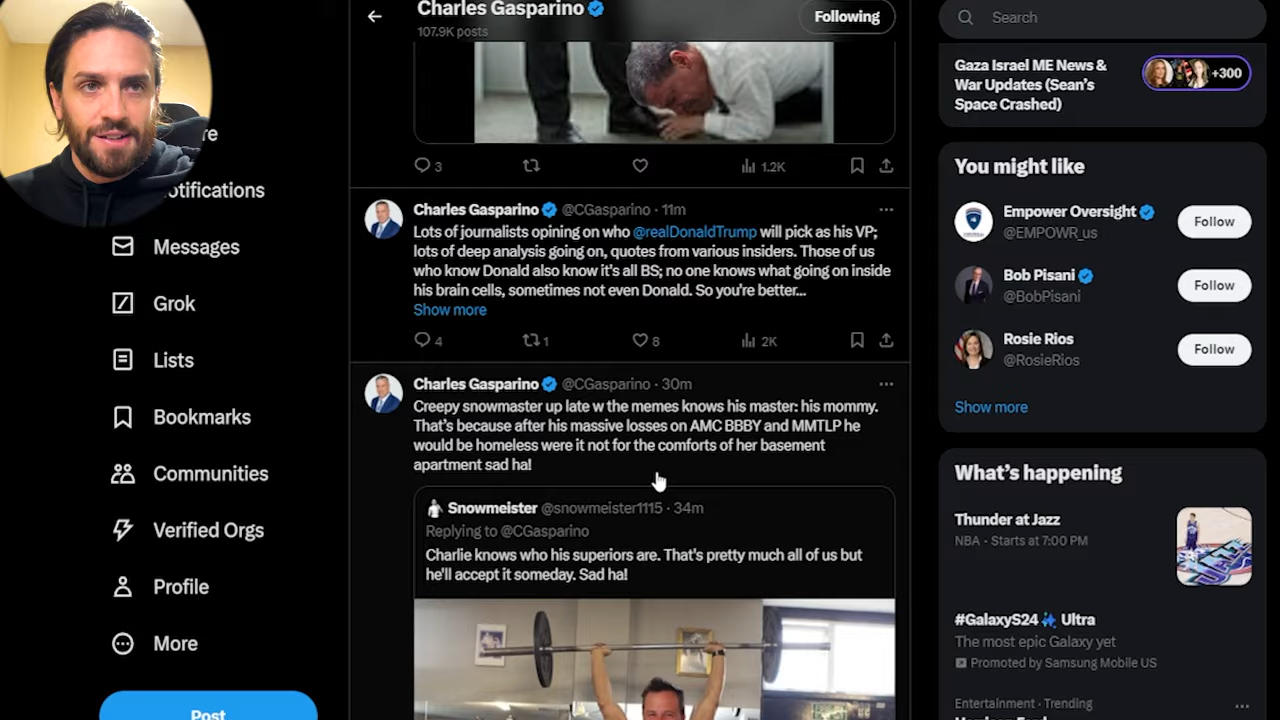 Charles Gasparino
107.9K posts
Following
3
1.2K
Charles Gasparino @CGasparino · 11m
Lots of journalists opining on who @realDonaldTrump will pick as his VP;
lots of deep analysis going on, quotes from various insiders. Those of us
who know Donald also know it's all BS; no one knows what going on inside
his brain cells, sometimes not even Donald. So you're better...
Show more
4
1
8
2K
Charles Gasparino @CGasparino · 30m
Creepy snowmaster up late w the memes knows his master: his mommy.
That's because after his massive losses on AMC BBBY and MMTLP he
would be homeless were it not for the comforts of her basement
apartment sad ha!
Snowmeister @snowmeister1115 · 34m
Replying to @CGasparino
Charlie knows who his superiors are. That's pretty much all of us but
he'll accept it someday. Sad ha!
Messages
Grok
Lists
Bookmarks
Communities
Verified Orgs
Profile
More
Post
Search
Gaza Israel ME News &
War Updates (Sean's
Space Crashed)
+300
You might like
Empower Oversight
@EMPOWR_us
Follow
Bob Pisani
@BobPisani
Follow
Rosie Rios
@RosieRios
Follow
Show more
What's happening
Thunder at Jazz
NBA · Starts at 7:00 PM
#GalaxyS24 Ultra
The most epic Galaxy yet
Promoted by Samsung Mobile US
Entertainment · Trending